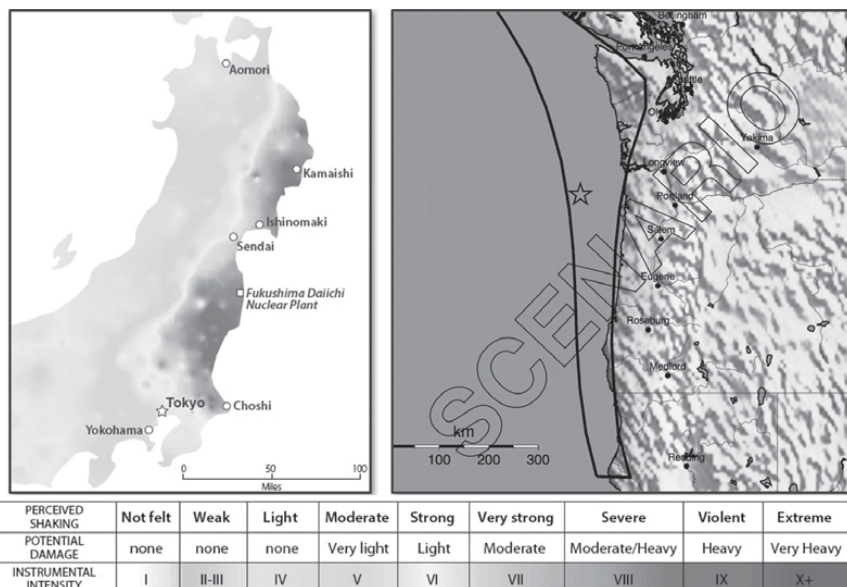 Aomori
Kamaishi
Ishinomaki
Sendai
Fukushima Daiichi
Nuclear Plant
Tokyo
Choshi
Yokohama
0 50 100
Miles
Bellingham
Port Angeles
Seattle
Yakima
Longview
Portland
Salem
Eugene
Roseburg
Medford
Redding
SCENARIO
km
100 200 300
PERCEIVED
SHAKING
Not felt Weak Light Moderate Strong Very strong Severe Violent Extreme
POTENTIAL
DAMAGE
none none none Very light Light Moderate Moderate/Heavy Heavy Very Heavy
INSTRUMENTAL
INTENSITY
I II-III IV V VI VII VIII IX X+